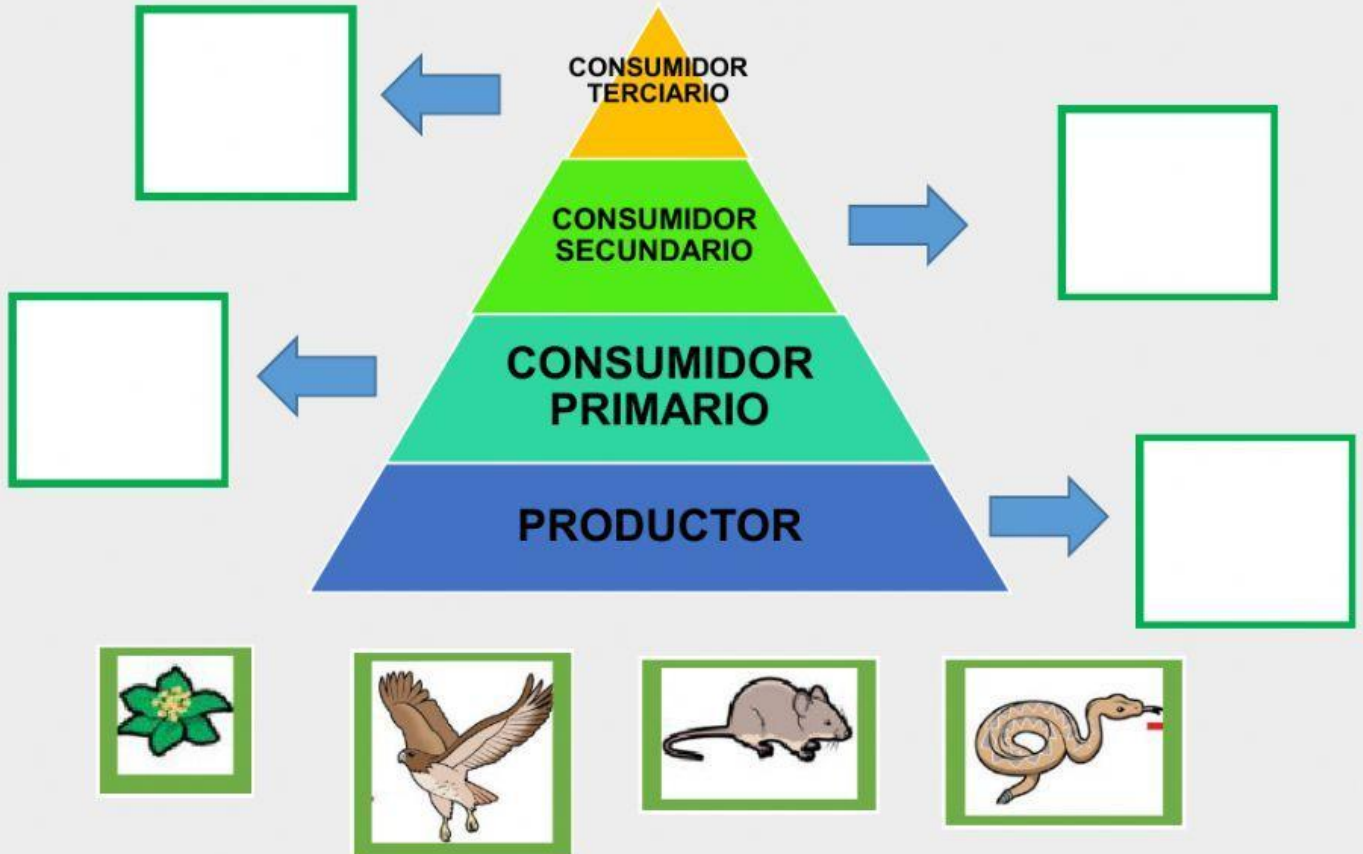 CONSUMIDOR
TERCIARIO
CONSUMIDOR
SECUNDARIO
CONSUMIDOR
PRIMARIO
PRODUCTOR